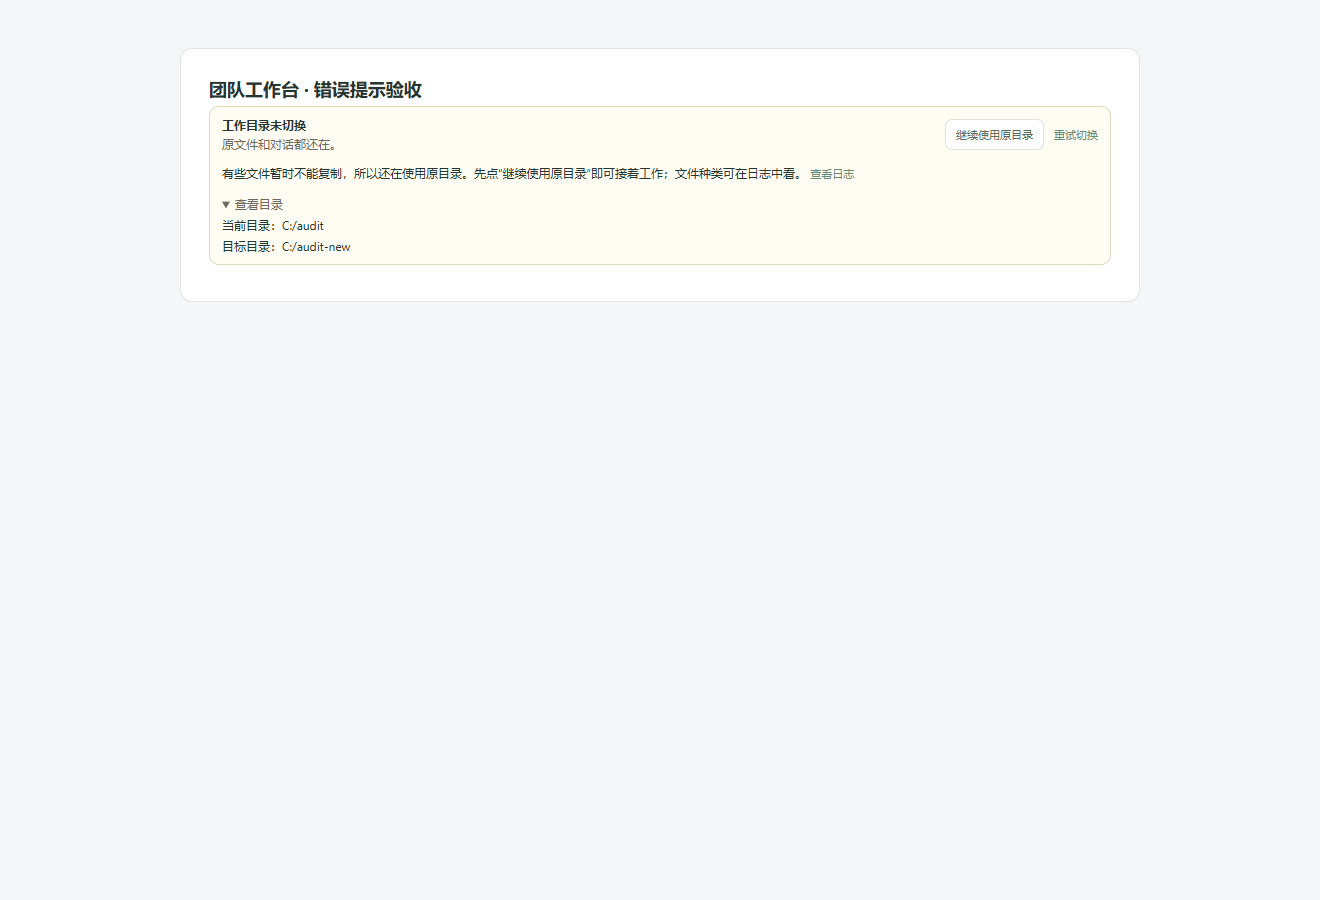 团队工作台 · 错误提示验收
工作目录未切换
原文件和对话都还在。
继续使用原目录
重试切换
有些文件暂时不能复制，所以还在使用原目录。先点“继续使用原目录”即可接着工作；文件种类可在日志中看。 查看日志
▼ 查看目录
当前目录：C:/audit
目标目录：C:/audit-new